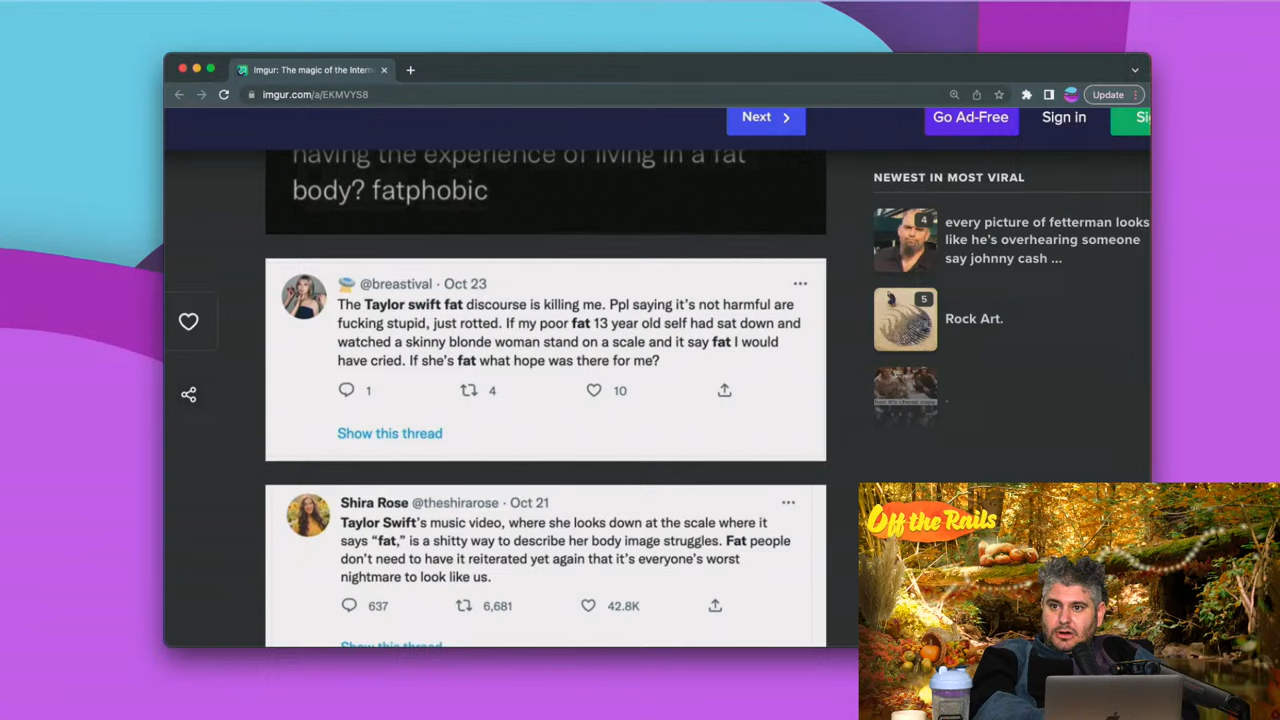 Imgur: The magic of the Intern
imgur.com/a/EKMVYS8
Update
Next
Go Ad-Free
Sign in
having the experience of living in a fat
body? fatphobic
@breastival · Oct 23
The Taylor swift fat discourse is killing me. Ppl saying it's not harmful are
fucking stupid, just rotted. If my poor fat 13 year old self had sat down and
watched a skinny blonde woman stand on a scale and it say fat I would
have cried. If she's fat what hope was there for me?
1
4
10
Show this thread
Shira Rose @theshirarose · Oct 21
Taylor Swift's music video, where she looks down at the scale where it
says "fat," is a shitty way to describe her body image struggles. Fat people
don't need to have it reiterated yet again that it's everyone's worst
nightmare to look like us.
637
6,681
42.8K
Show this thread
NEWEST IN MOST VIRAL
4
every picture of fetterman looks
like he's overhearing someone
say johnny cash ...
5
Rock Art.
.
Off the Rails